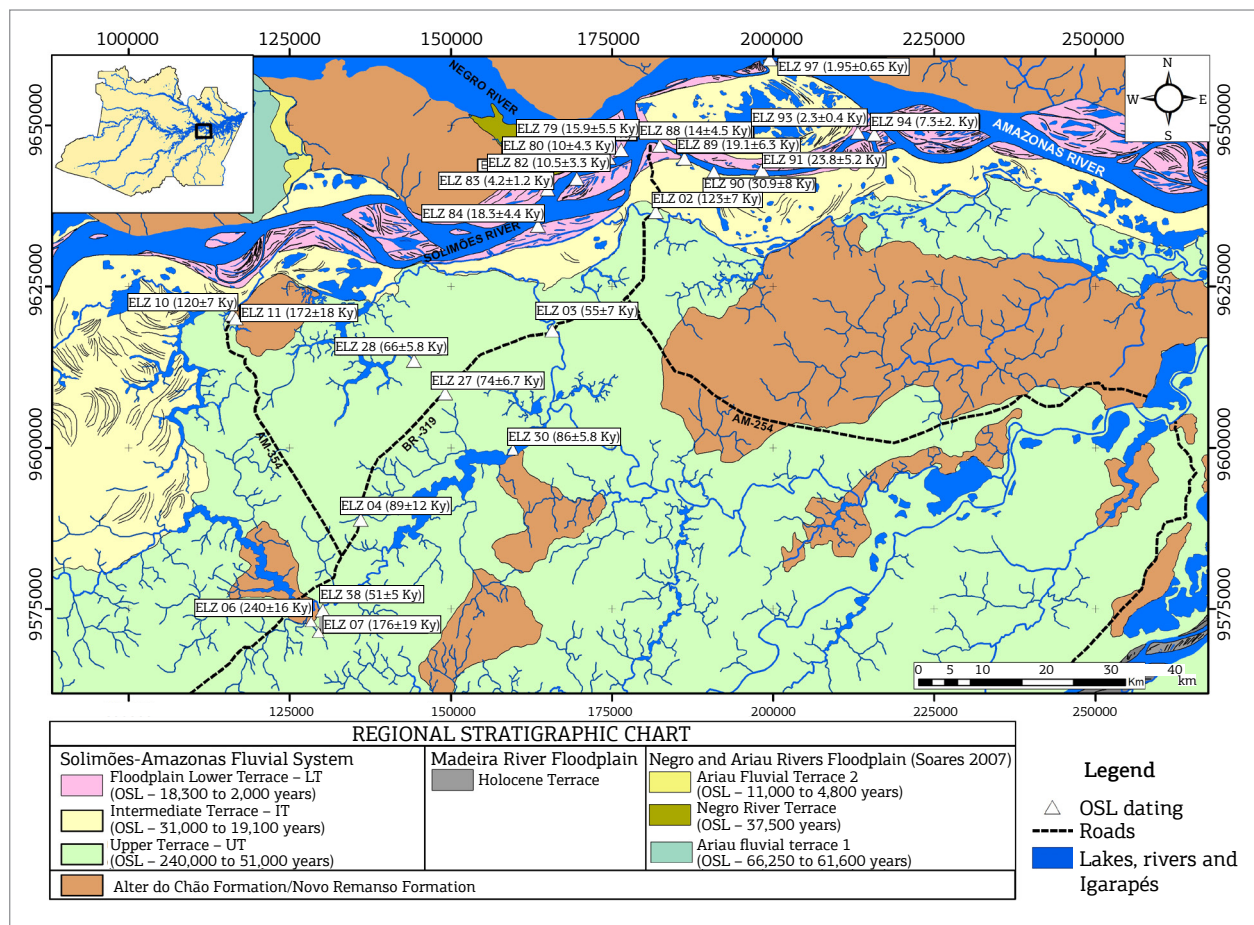 100000 125000 150000 175000 200000 225000 250000
N
W E
S
9650000 9650000
9625000 9625000
9600000 9600000
9575000 9575000
NEGRO RIVER
AMAZONAS RIVER
SOLIMÕES RIVER
ELZ 97 (1.95±0.65 Ky)
ELZ 79 (15.9±5.5 Ky)
ELZ 88 (14±4.5 Ky)
ELZ 93 (2.3±0.4 Ky)
ELZ 94 (7.3±2. Ky)
ELZ 80 (10±4.3 Ky)
ELZ 89 (19.1±6.3 Ky)
ELZ 82 (10.5±3.3 Ky)
ELZ 91 (23.8±5.2 Ky)
ELZ 83 (4.2±1.2 Ky)
ELZ 90 (30.9±8 Ky)
ELZ 02 (123±7 Ky)
ELZ 84 (18.3±4.4 Ky)
ELZ 10 (120±7 Ky)
ELZ 11 (172±18 Ky)
ELZ 03 (55±7 Ky)
ELZ 28 (66±5.8 Ky)
ELZ 27 (74±6.7 Ky)
AM-254
AM-354
BR.-319
ELZ 30 (86±5.8 Ky)
ELZ 04 (89±12 Ky)
ELZ 38 (51±5 Ky)
ELZ 06 (240±16 Ky)
ELZ 07 (176±19 Ky)
0 5 10 20 30 40
Km km
125000 150000 175000 200000 225000 250000
REGIONAL STRATIGRAPHIC CHART
Solimões-Amazonas Fluvial System
Floodplain Lower Terrace – LT
(OSL – 18,300 to 2,000 years)
Intermediate Terrace – IT
(OSL – 31,000 to 19,100 years)
Upper Terrace – UT
(OSL – 240,000 to 51,000 years)
Madeira River Floodplain
Holocene Terrace
Negro and Ariau Rivers Floodplain (Soares 2007)
Ariau Fluvial Terrace 2
(OSL – 11,000 to 4,800 years)
Negro River Terrace
(OSL – 37,500 years)
Ariau fluvial terrace 1
(OSL – 66,250 to 61,600 years)
Alter do Chão Formation/Novo Remanso Formation
Legend
OSL dating
Roads
Lakes, rivers and
Igarapés